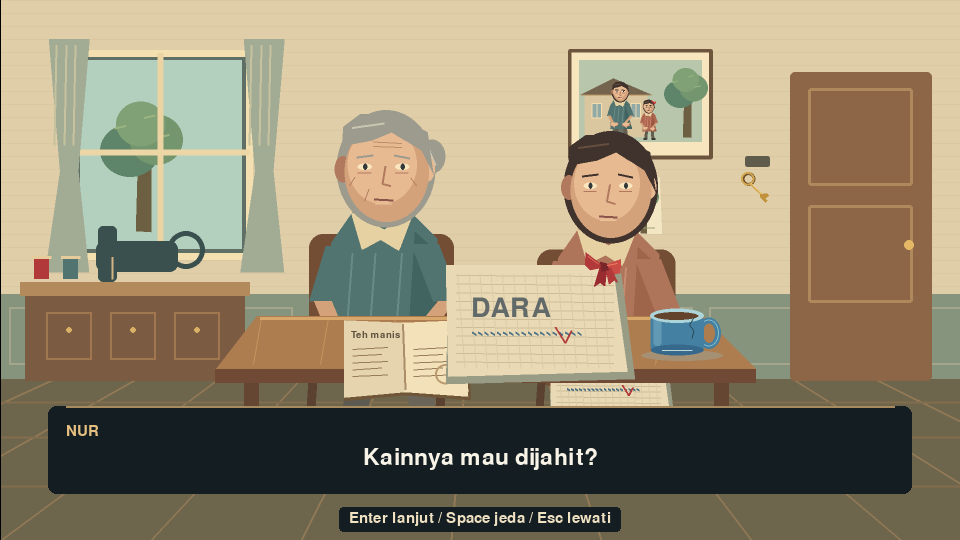 Teh manis
DARA
NUR
Kainnya mau dijahit?
Enter lanjut / Space jeda / Esc lewati